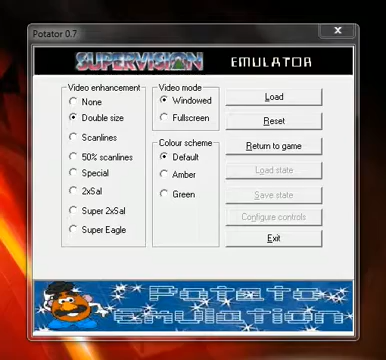 Potator 0.7
SUPERVISION EMULATOR
Video enhancement
None
Double size
Scanlines
50% scanlines
Special
2xSal
Super 2xSal
Super Eagle
Video mode
Windowed
Fullscreen
Colour scheme
Default
Amber
Green
Load
Reset
Return to game
Load state
Save state
Configure controls
Exit
Potato
Emulation